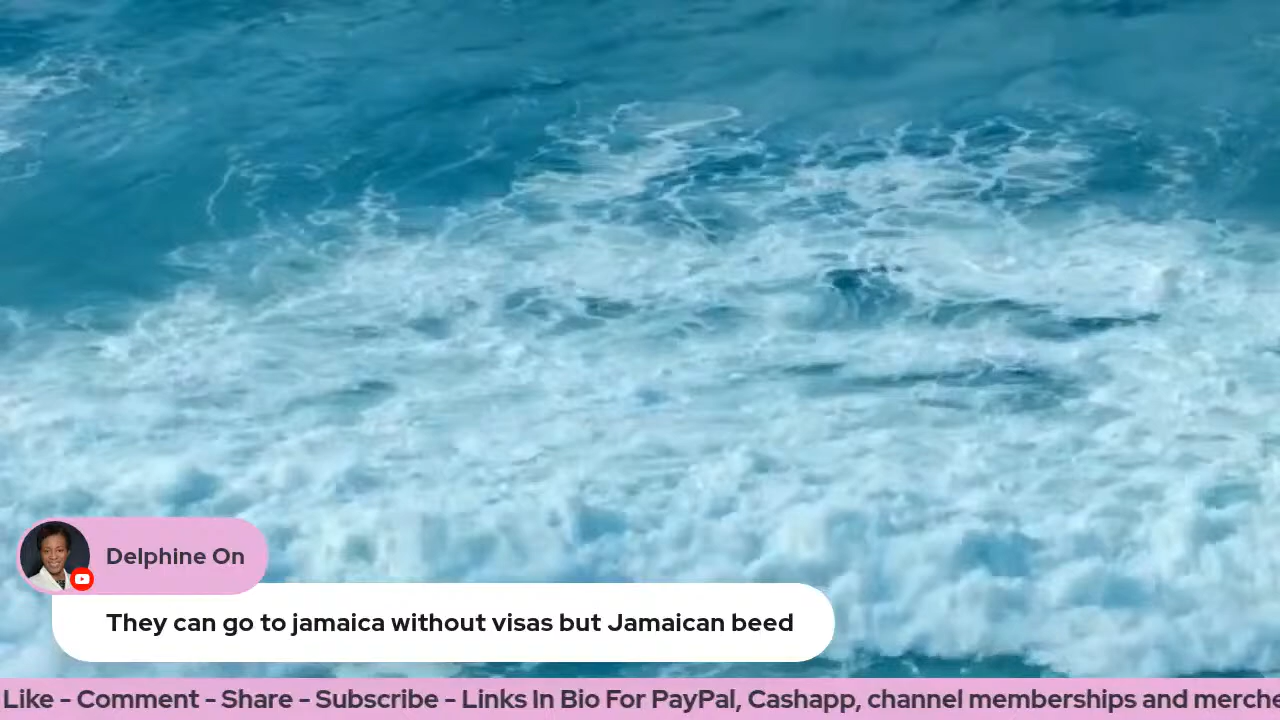 Delphine On
They can go to jamaica without visas but Jamaican beed
Like - Comment - Share - Subscribe - Links In Bio For PayPal, Cashapp, channel memberships and merche